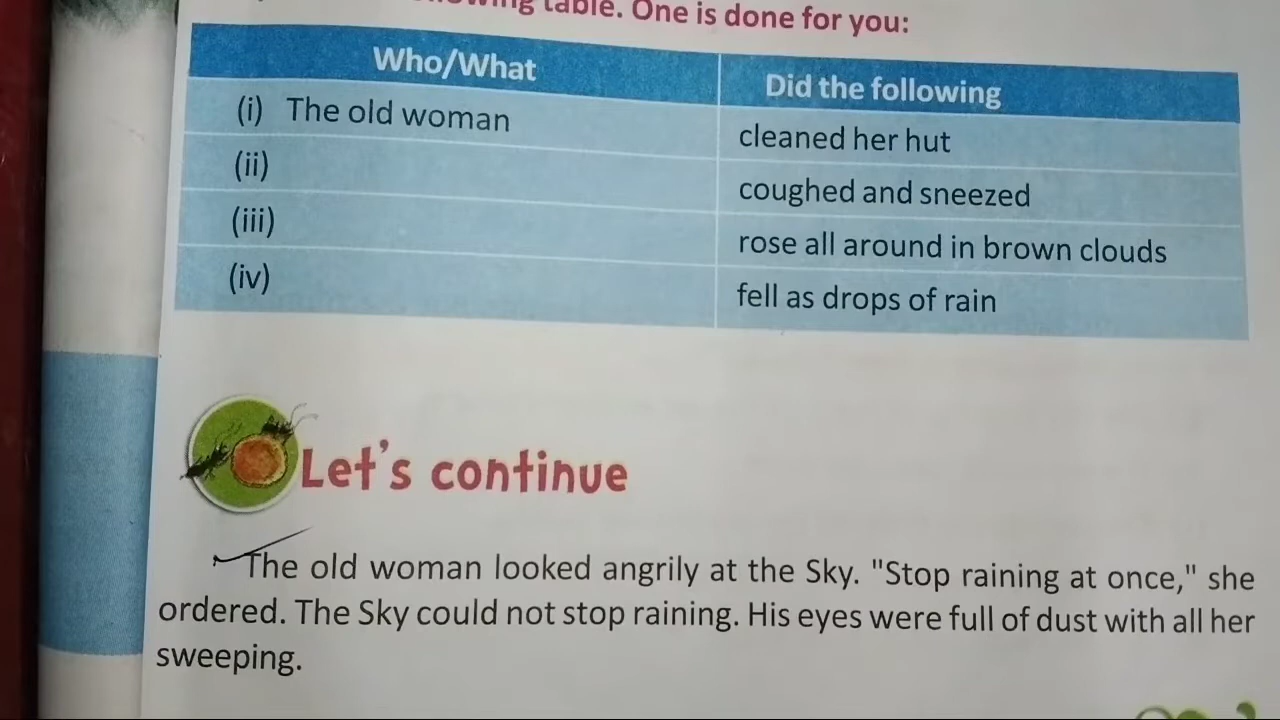 table. One is done for you:
Who/What Did the following
(i) The old woman cleaned her hut
(ii) coughed and sneezed
(iii) rose all around in brown clouds
(iv) fell as drops of rain
Let's continue
The old woman looked angrily at the Sky. "Stop raining at once," she
ordered. The Sky could not stop raining. His eyes were full of dust with all her
sweeping.